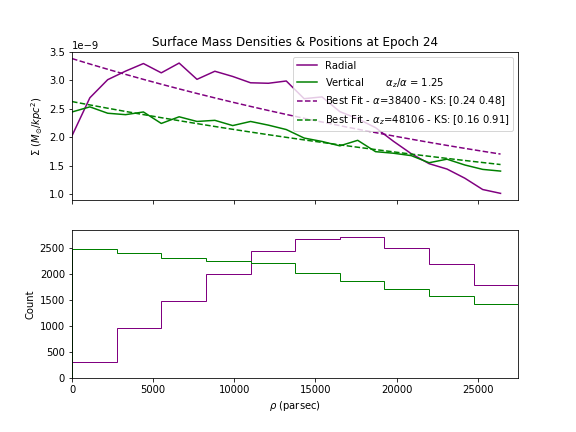 Surface Mass Densities & Positions at Epoch 24
1e−9
3.5
3.0
2.5
2.0
1.5
1.0
Σ (M⊙/kpc²)
Radial
Vertical αz/α = 1.25
Best Fit - α=38400 - KS: [0.24 0.48]
Best Fit - αz=48106 - KS: [0.16 0.91]
2500
2000
1500
1000
500
0
Count
0 5000 10000 15000 20000 25000
ρ (parsec)